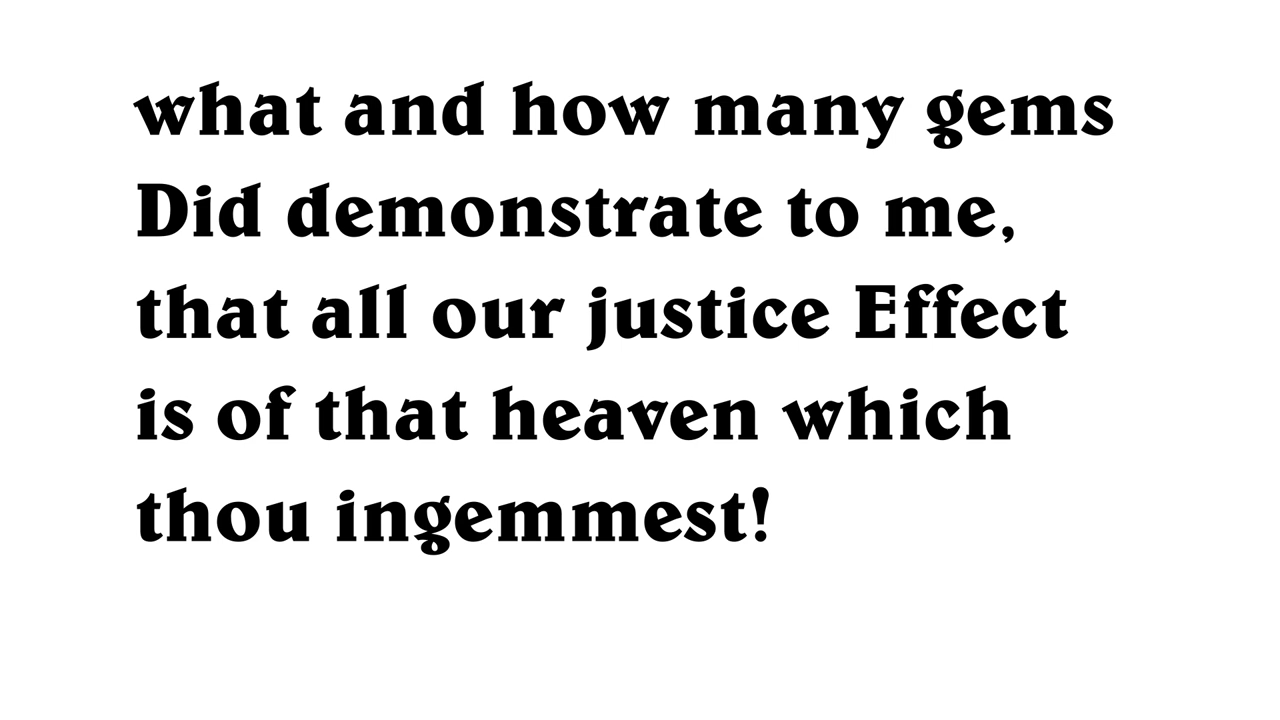 what and how many gems
Did demonstrate to me,
that all our justice Effect
is of that heaven which
thou ingemmest!